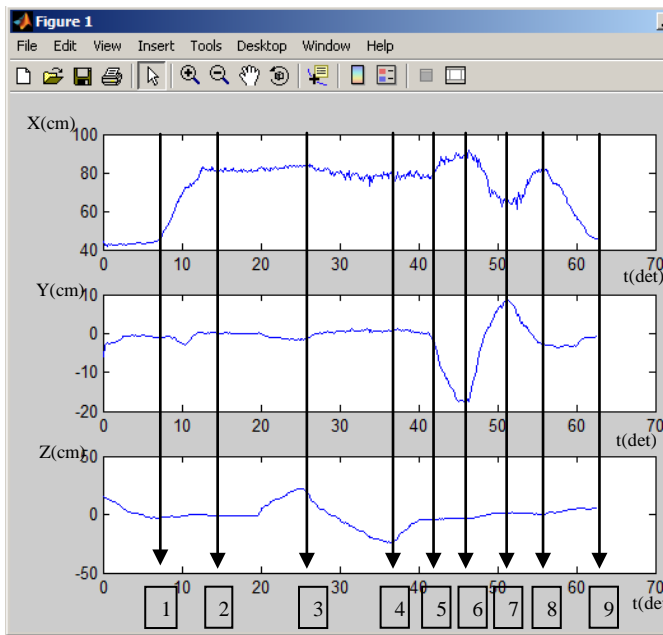 Figure 1
File Edit View Insert Tools Desktop Window Help
X(cm)
100
80
60
40
0 10 20 30 40 50 60 70
t(det)
Y(cm)
10
0
-10
-20
0 10 20 30 40 50 60 70
t(det)
Z(cm)
50
0
-50
0 10 20 30 40 50 60 70
t(det
1 2 3 4 5 6 7 8 9